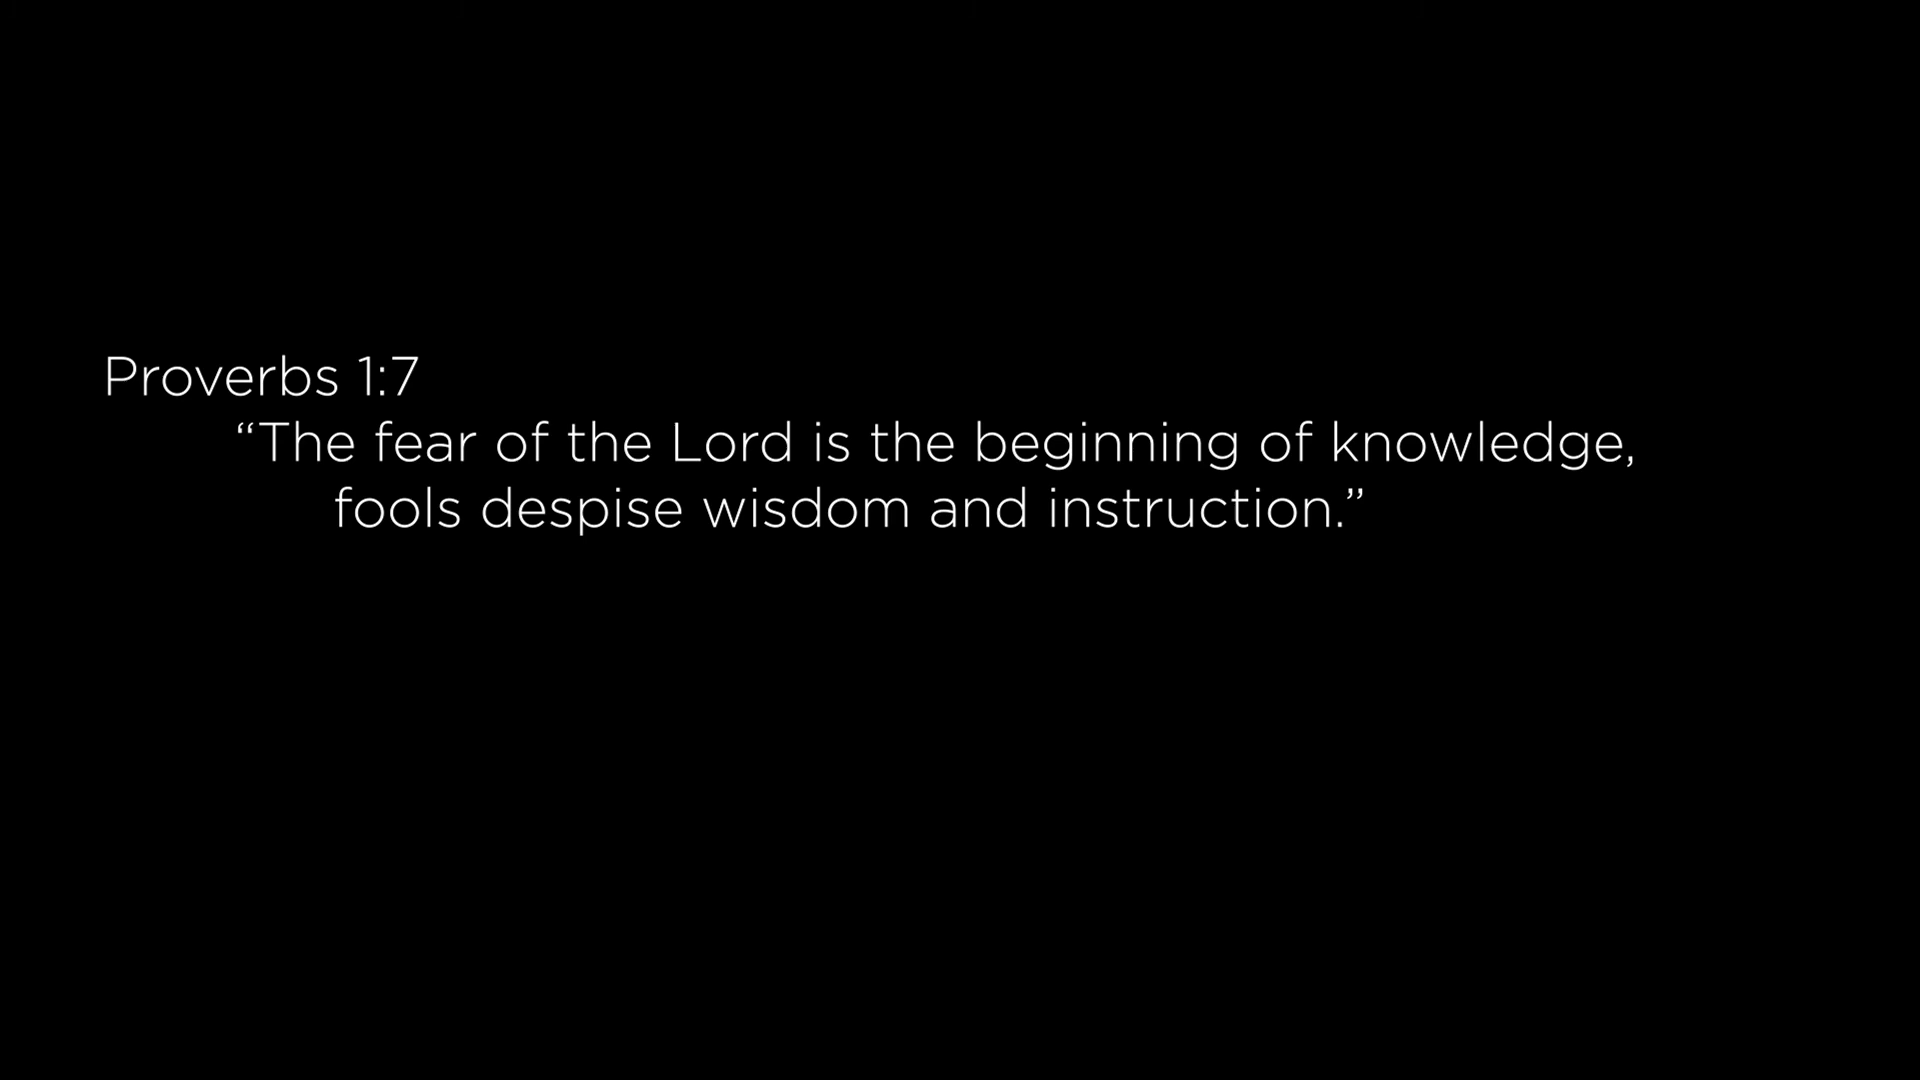 Proverbs 1:7
“The fear of the Lord is the beginning of knowledge,
fools despise wisdom and instruction.”